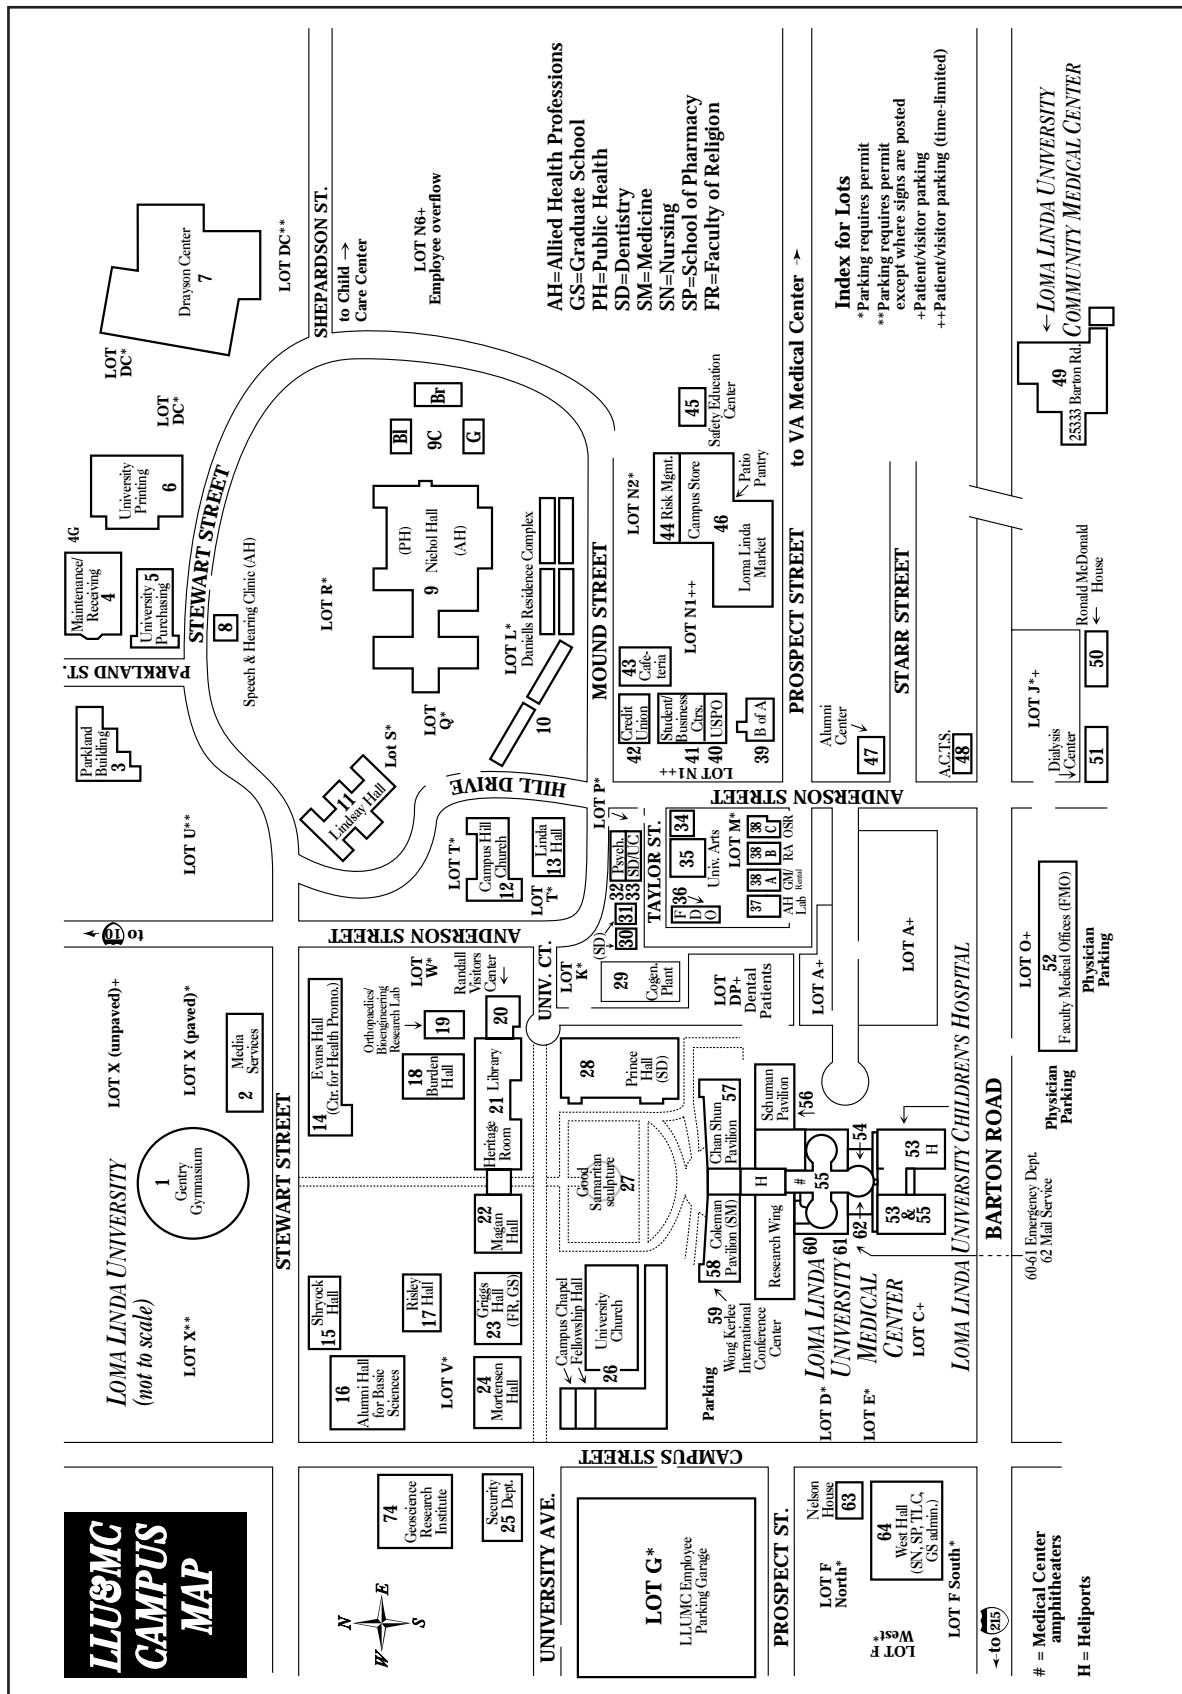 LLU MC
CAMPUS
MAP
N
E
S
W
LOMA LINDA UNIVERSITY
(not to scale)
LOT X**
1
Gentry
Gymnasium
LOT X (unpaved)+
LOT X (paved)*
2 Media
Services
to 10
LOT U**
Parkland
Building
3
PARKLAND ST.
Maintenance/
Receiving
4
4G
University
Purchasing 5
University
Printing
6
LOT
DC*
LOT
DC*
Drayson Center
7
LOT DC**
STEWART STREET
STEWART STREET
SHEPARDSON ST.
to Child →
Care Center
LOT N6+
Employee overflow
8
Speech & Hearing Clinic (AH)
LOT R*
(PH)
9 Nichol Hall
(AH)
Bl
9C
Br
G
LOT
Q*
Lot S*
11
Lindsay Hall
LOT L*
Daniells Residence Complex
10
HILL DRIVE
MOUND STREET
LOT T*
Campus Hill
Church
12
Linda
13 Hall
LOT
T*
ANDERSON STREET
14
Evans Hall
(Ctr. for Health Promo.)
Shryock
15 Hall
16
Alumni Hall
for Basic
Sciences
Risley
17 Hall
18
Burden
Hall
19
Orthopaedics/
Bioengineering
Research Lab
LOT
W*
Randall
Visitors
Center
20
Heritage 21 Library
Room
22
Magan
Hall
Griggs
23 Hall
(FR, GS)
24
Mortensen
Hall
LOT V*
74
Geoscience
Research
Institute
Security
25 Dept.
UNIVERSITY AVE.
UNIV. CT.
CAMPUS STREET
LOT G*
LLUMC Employee
Parking Garage
Campus Chapel
Fellowship Hall
University
Church
26
Good
Samaritan
sculpture
27
28
Prince
Hall
(SD)
LOT
K*
29
Cogen.
Plant
(SD)
30
31
32 Psych.
33 SD/UC
LOT P*
TAYLOR ST.
34
35
Univ. Arts
36
F
D
O
LOT M*
37
AH
Lab
38
A
GM/
Rental
38
B
RA
38
C
OSR
ANDERSON STREET
LOT
DP+
Dental
Patients
LOT A+
LOT A+
42 Credit
Union
43
Cafe-
teria
41 Student/
Business
Ctrs.
40 USPO
39 B of A
LOT N1++
LOT N1++
LOT N2*
44 Risk Mgmt.
Campus Store
46
Loma Linda
Market
Patio
Pantry
45
Safety Education
Center
AH=Allied Health Professions
GS=Graduate School
PH=Public Health
SD=Dentistry
SM=Medicine
SN=Nursing
SP=School of Pharmacy
FR=Faculty of Religion
PROSPECT STREET
to VA Medical Center →
Alumni
Center
47
STARR STREET
A.C.T.S.
48
Index for Lots
*Parking requires permit
**Parking requires permit
except where signs are posted
+Patient/visitor parking
++Patient/visitor parking (time-limited)
Parking
59
Wong Kerlee
International
Conference
Center
58 Coleman
Pavilion (SM)
Chan Shun
Pavilion 57
Research Wing
H
Schuman
Pavilion
56
#
55
54
53
H
53
&
55
60
61
62
LOMA LINDA
UNIVERSITY
MEDICAL
CENTER
LOT C+
LOT D*
LOT E*
LOMA LINDA UNIVERSITY CHILDREN'S HOSPITAL
PROSPECT ST.
Nelson
House
63
LOT F
North*
64
West Hall
(SN, SP, TLC,
GS admin.)
LOT F
West*
LOT F South*
to 215
BARTON ROAD
60-61 Emergency Dept.
62 Mail Service
Physician
Parking
LOT O+
52
Faculty Medical Offices (FMO)
Physician
Parking
Dialysis
Center
51
LOT J*+
50
Ronald McDonald
← House
49
25333 Barton Rd.
← LOMA LINDA UNIVERSITY
COMMUNITY MEDICAL CENTER
# = Medical Center
amphitheaters
H = Heliports